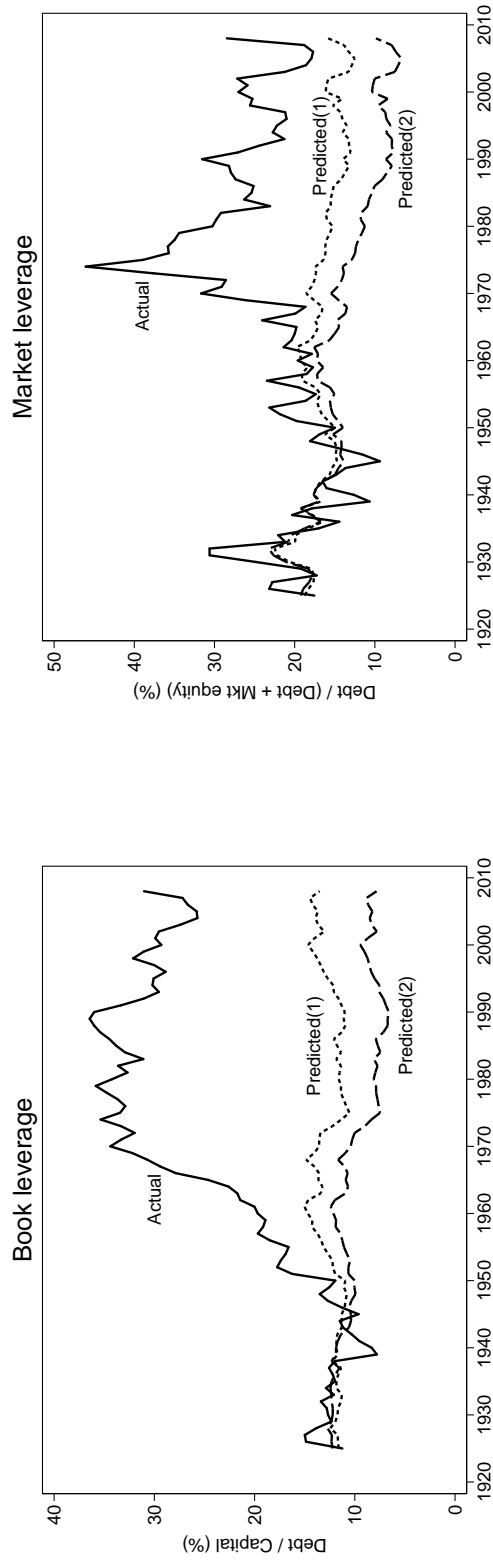 Book leverage
Debt / Capital (%)
40
30
20
10
0
Actual
Predicted(1)
Predicted(2)
1920 1930 1940 1950 1960 1970 1980 1990 2000 2010
Market leverage
Debt / (Debt + Mkt equity) (%)
50
40
30
20
10
0
Actual
Predicted(1)
Predicted(2)
1920 1930 1940 1950 1960 1970 1980 1990 2000 2010